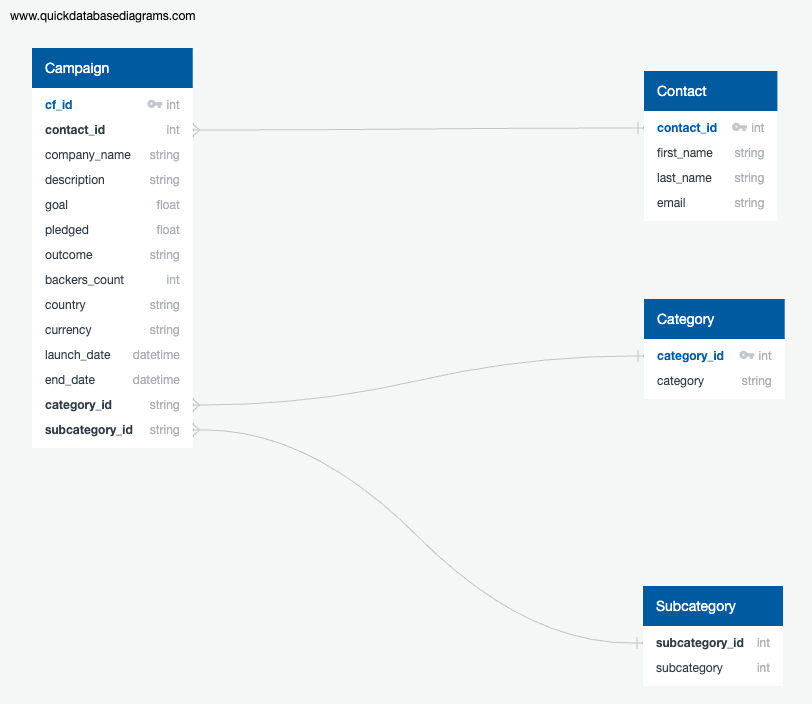 www.quickdatabasediagrams.com
Campaign
cf_id int
contact_id int
company_name string
description string
goal float
pledged float
outcome string
backers_count int
country string
currency string
launch_date datetime
end_date datetime
category_id string
subcategory_id string
Contact
contact_id int
first_name string
last_name string
email string
Category
category_id int
category string
Subcategory
subcategory_id int
subcategory int